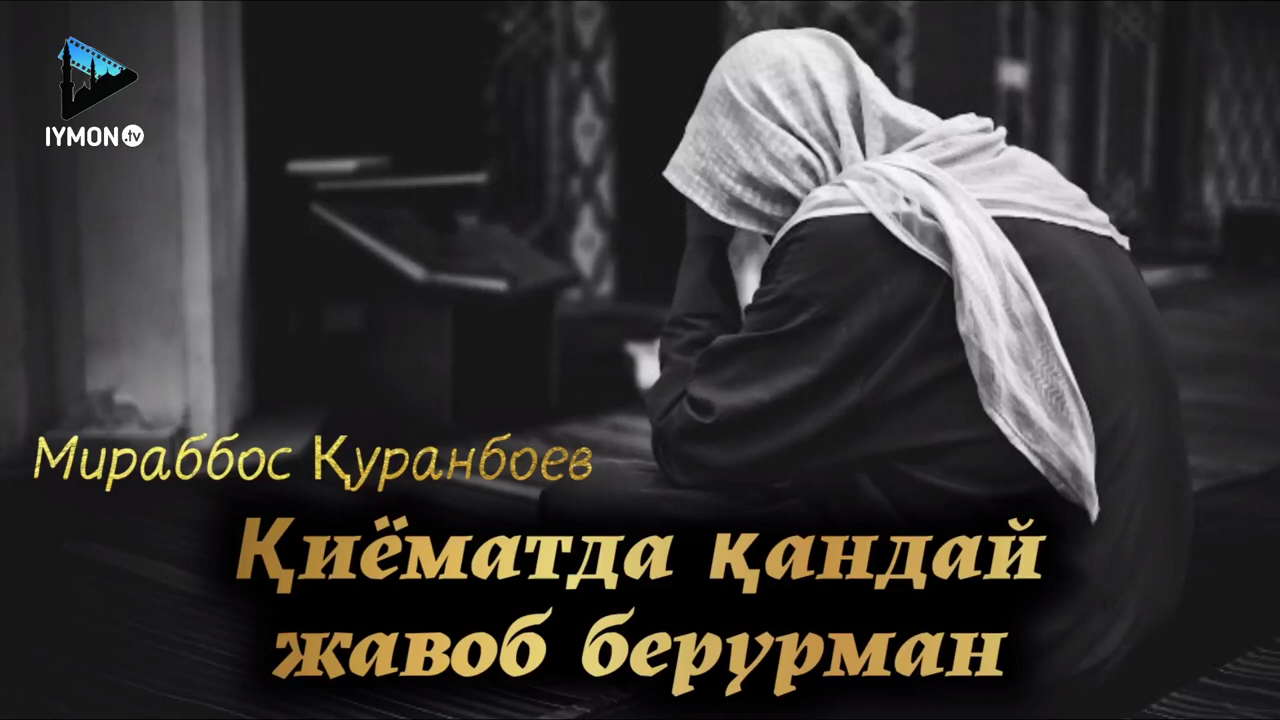 IYMON.tv
Мираббос Қуранбоев
Қиёматда қандай
жавоб берурман